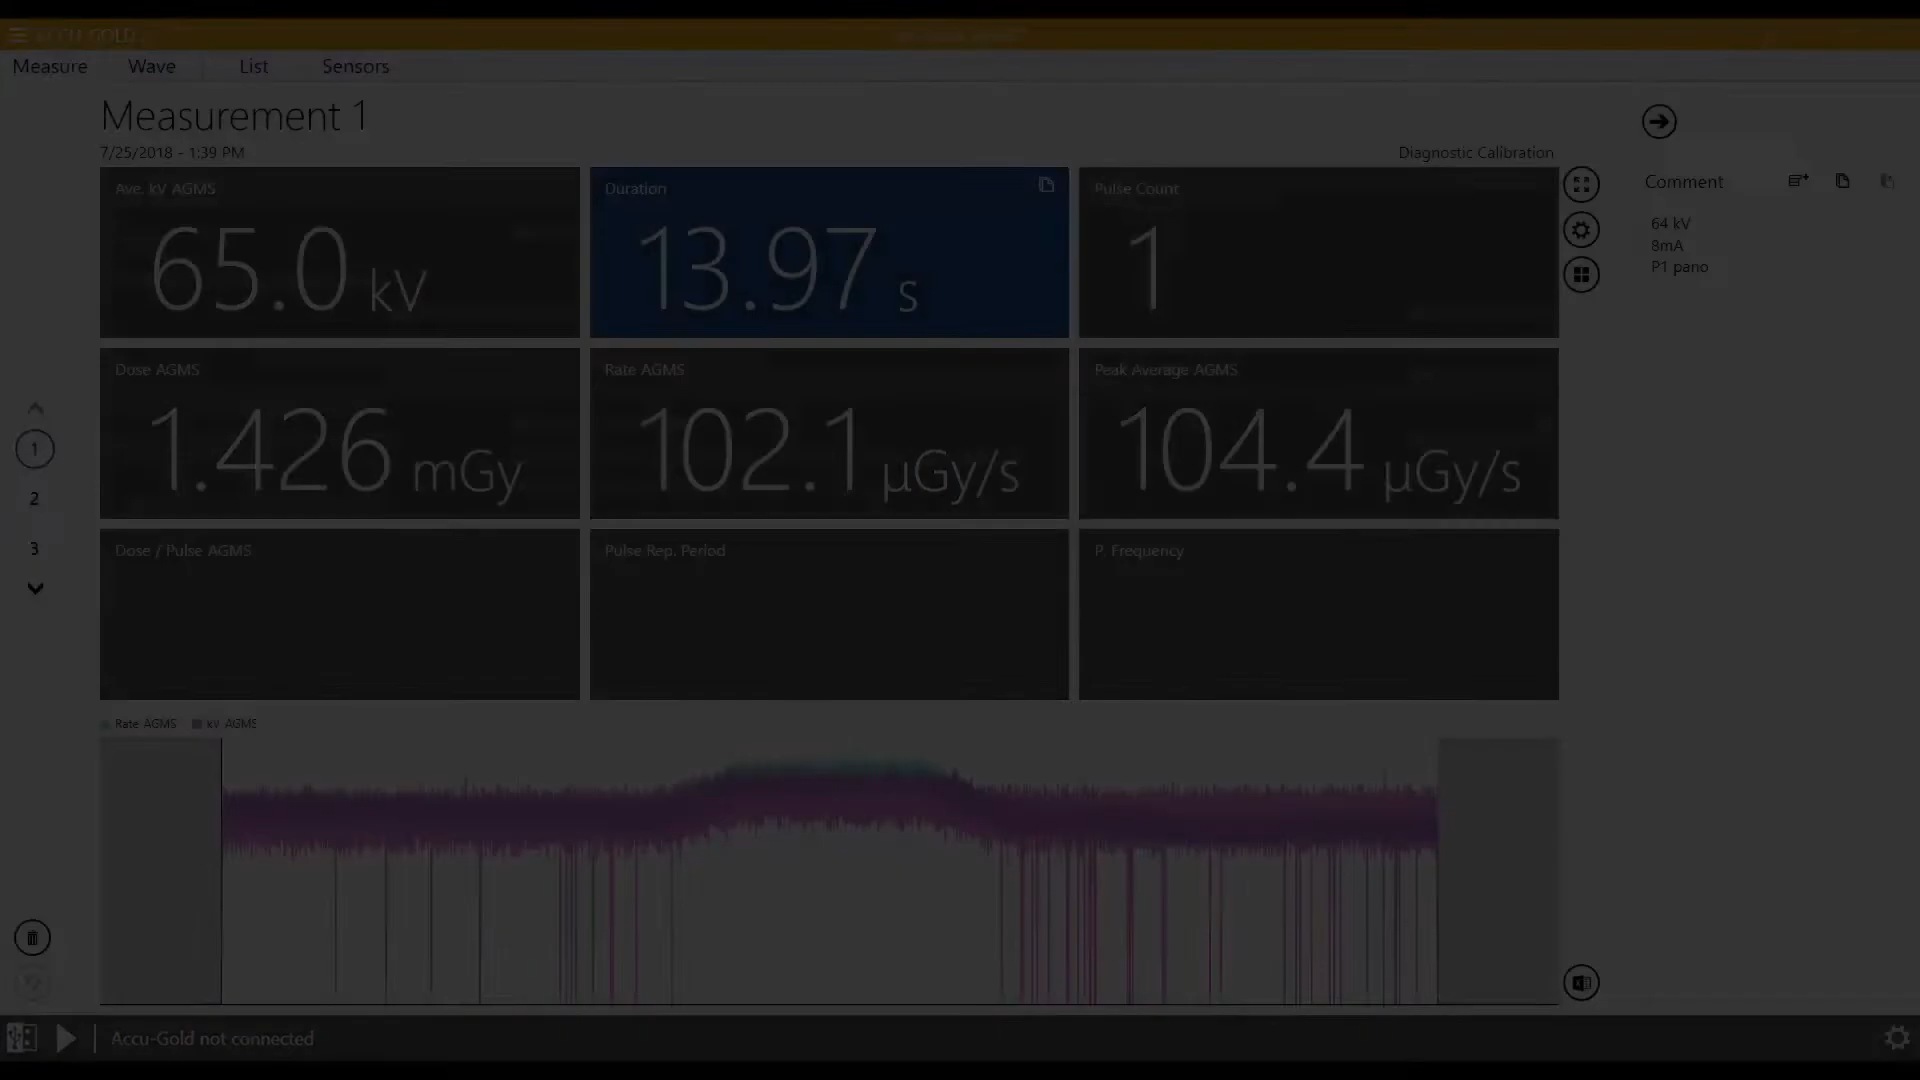 ACCU-GOLD
Measure Wave List Sensors
Measurement 1
7/25/2018 - 1:39 PM
Diagnostic Calibration
Ave. kV AGMS
65.0 kV
Duration
13.97 s
Pulse Count
1
Comment
64 kV
8mA
P1 pano
Dose AGMS
1.426 mGy
Rate AGMS
102.1 µGy/s
Peak Average AGMS
104.4 µGy/s
1
2
3
Dose / Pulse AGMS
Pulse Rep. Period
P. Frequency
Rate AGMS kV AGMS
Accu-Gold not connected